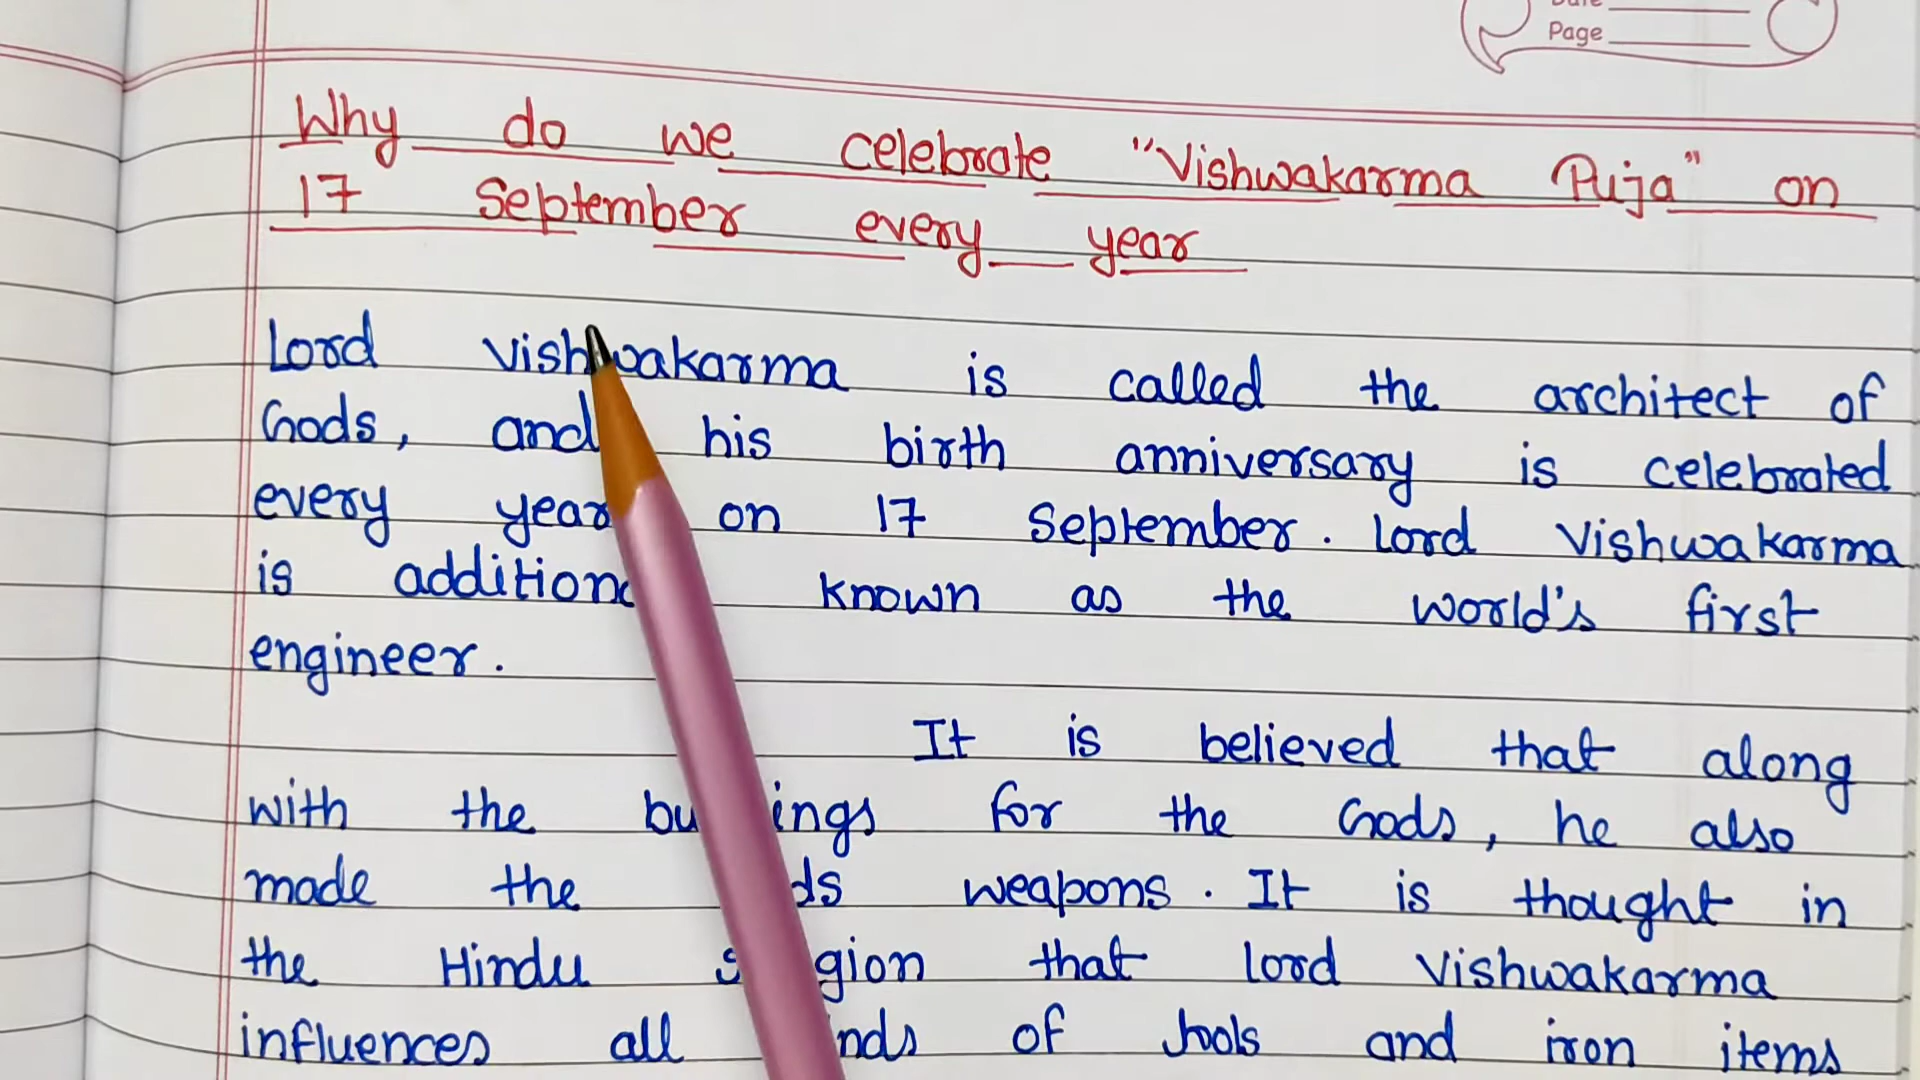 Page
Why do we celebrate "Vishwakarma Puja" on
17 September every year
Lord Vishwakarma is called the architect of
Gods, and his birth anniversary is celebrated
every year on 17 September. Lord Vishwakarma
is known as the world's first
engineer.
It is believed that along
with the for the Gods, he also
made the weapons. It is thought in
the Hindu that lord Vishwakarma
influences all of tools and iron items